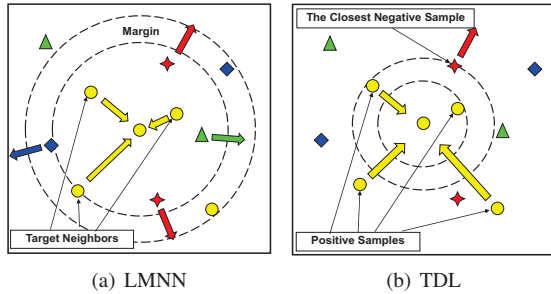 Margin
Target Neighbors
(a) LMNN
The Closest Negative Sample
Positive Samples
(b) TDL